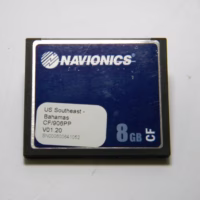 NAVIONICS
US Southeast -
Bahamas
CF/906PP
V01.20
8GB
CF